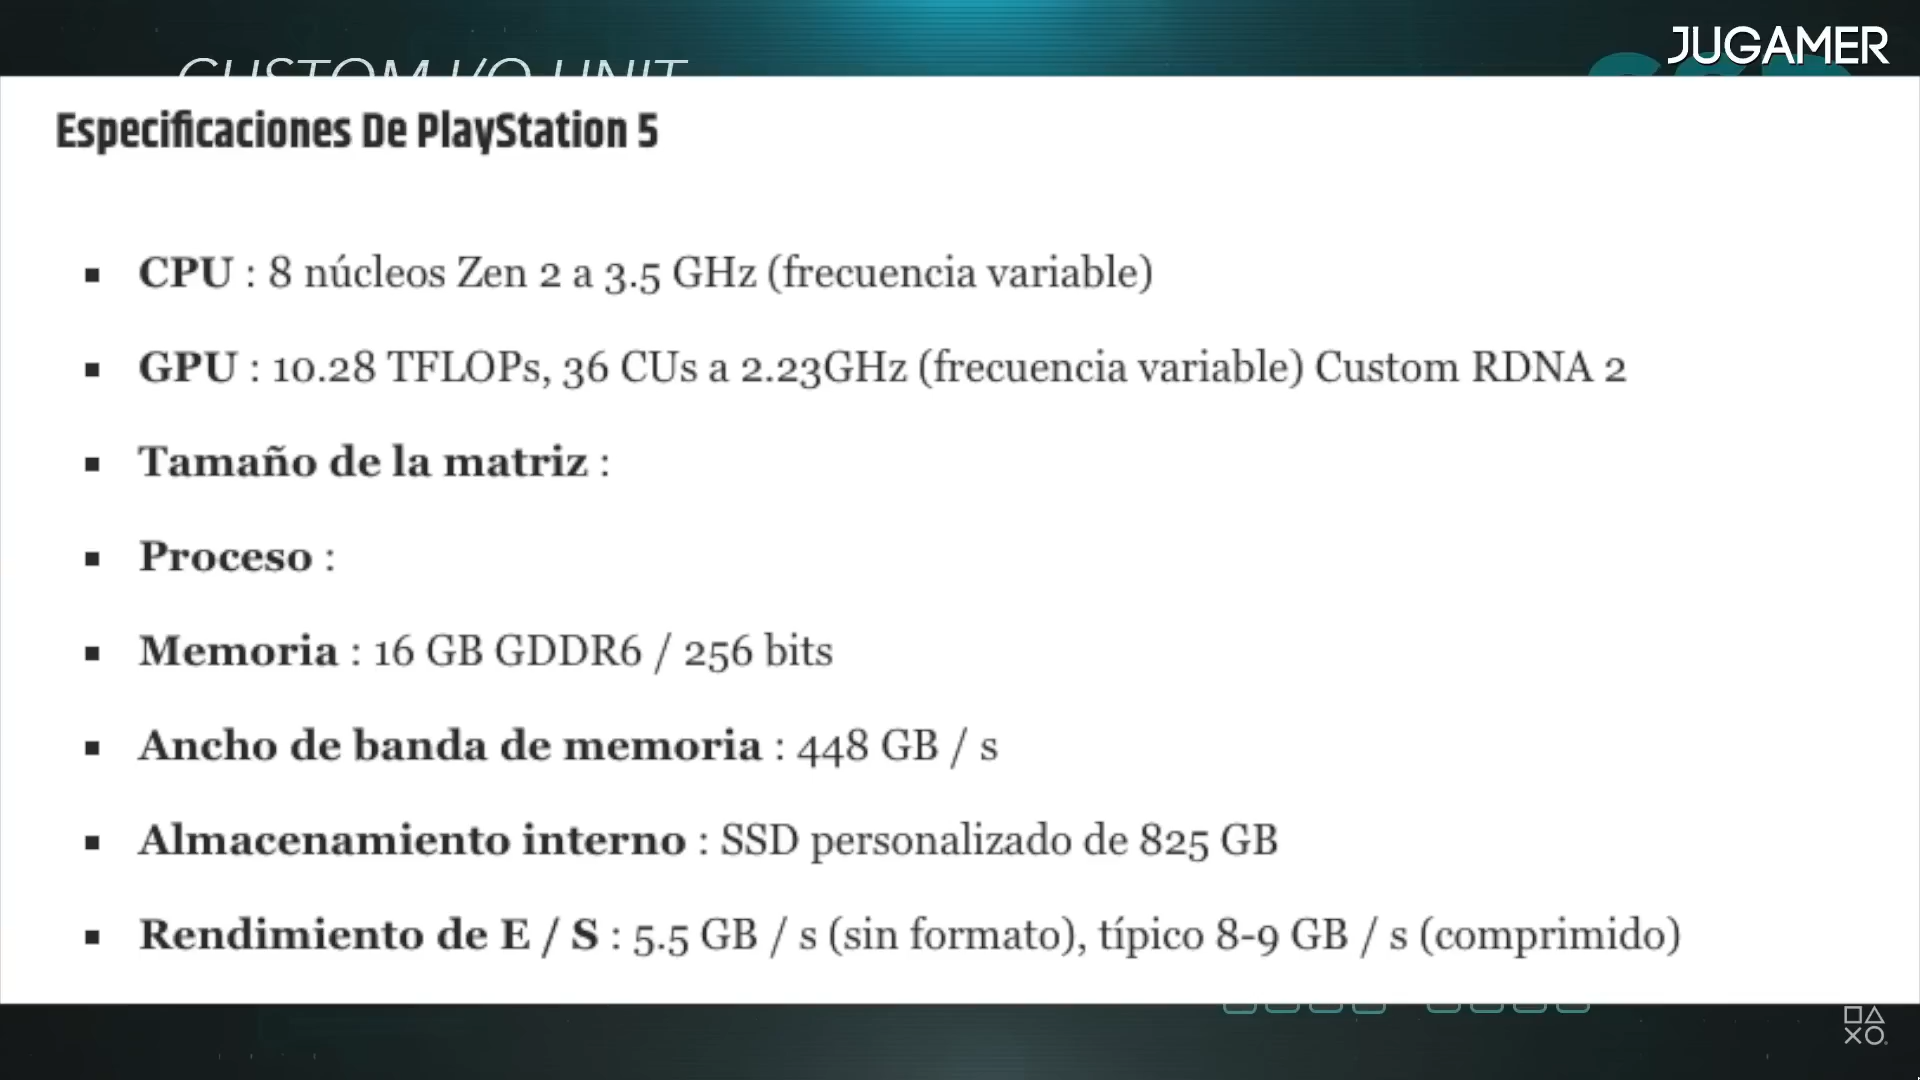 JUGAMER
CUSTOM I/O UNIT
Especificaciones De PlayStation 5
▪ CPU : 8 núcleos Zen 2 a 3.5 GHz (frecuencia variable)
▪ GPU : 10.28 TFLOPs, 36 CUs a 2.23GHz (frecuencia variable) Custom RDNA 2
▪ Tamaño de la matriz :
▪ Proceso :
▪ Memoria : 16 GB GDDR6 / 256 bits
▪ Ancho de banda de memoria : 448 GB / s
▪ Almacenamiento interno : SSD personalizado de 825 GB
▪ Rendimiento de E / S : 5.5 GB / s (sin formato), típico 8-9 GB / s (comprimido)